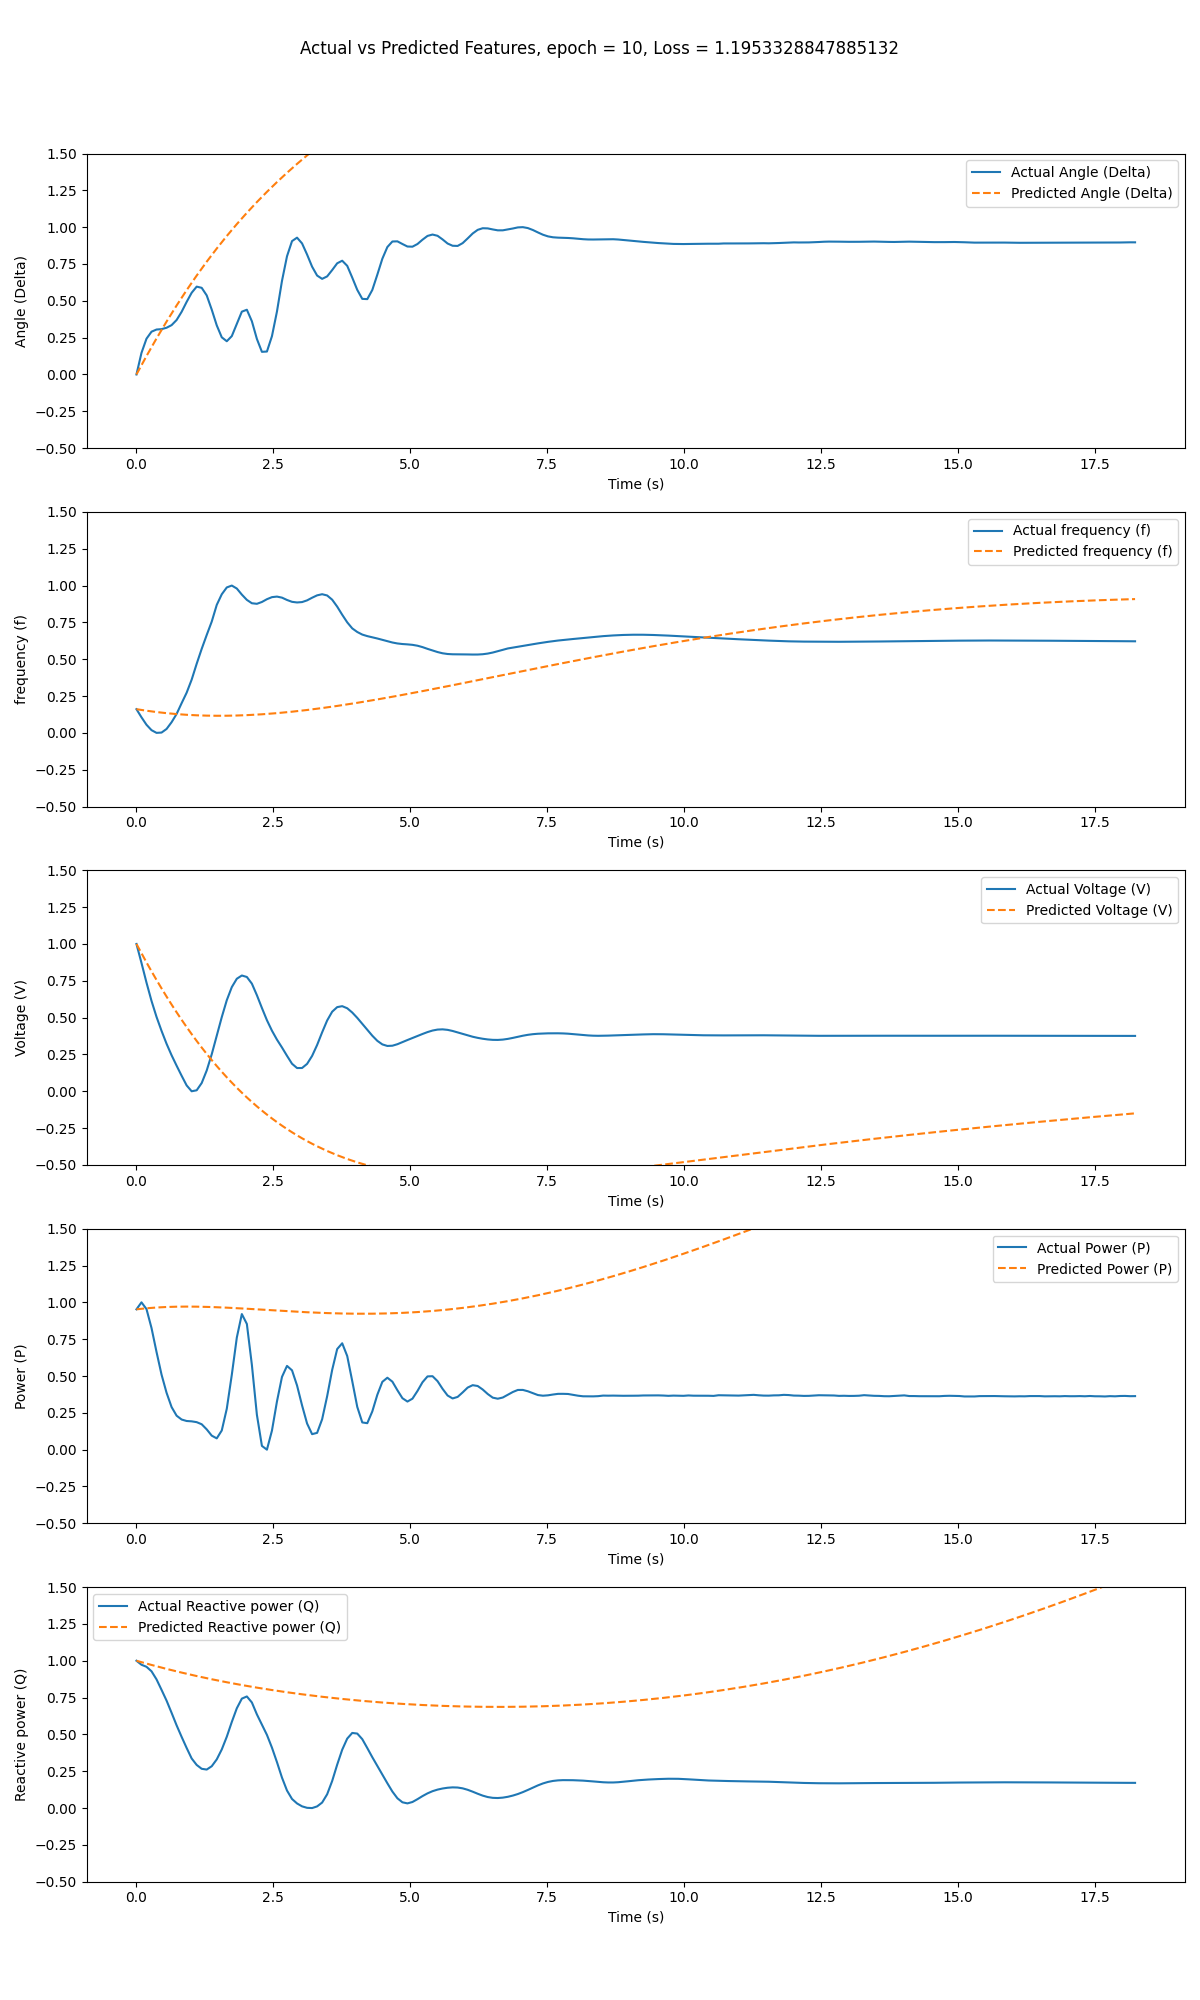 Actual vs Predicted Features, epoch = 10, Loss = 1.1953328847885132
1.50
1.25
1.00
0.75
0.50
0.25
0.00
−0.25
−0.50
Angle (Delta)
Actual Angle (Delta)
Predicted Angle (Delta)
0.0 2.5 5.0 7.5 10.0 12.5 15.0 17.5
Time (s)
1.50
1.25
1.00
0.75
0.50
0.25
0.00
−0.25
−0.50
frequency (f)
Actual frequency (f)
Predicted frequency (f)
0.0 2.5 5.0 7.5 10.0 12.5 15.0 17.5
Time (s)
1.50
1.25
1.00
0.75
0.50
0.25
0.00
−0.25
−0.50
Voltage (V)
Actual Voltage (V)
Predicted Voltage (V)
0.0 2.5 5.0 7.5 10.0 12.5 15.0 17.5
Time (s)
1.50
1.25
1.00
0.75
0.50
0.25
0.00
−0.25
−0.50
Power (P)
Actual Power (P)
Predicted Power (P)
0.0 2.5 5.0 7.5 10.0 12.5 15.0 17.5
Time (s)
1.50
1.25
1.00
0.75
0.50
0.25
0.00
−0.25
−0.50
Reactive power (Q)
Actual Reactive power (Q)
Predicted Reactive power (Q)
0.0 2.5 5.0 7.5 10.0 12.5 15.0 17.5
Time (s)